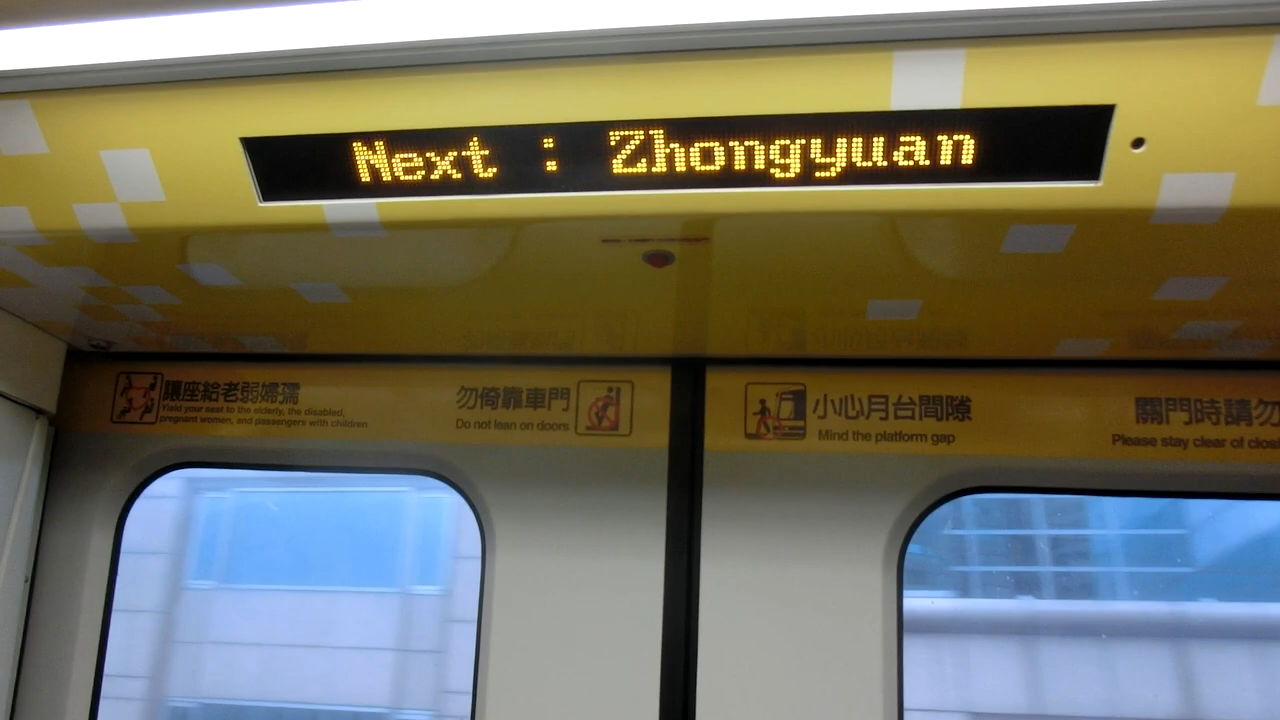 Next : Zhongyuan
讓座給老弱婦孺
Yield your seat to the elderly, the disabled,
pregnant women, and passengers with children
勿倚靠車門
Do not lean on doors
小心月台間隙
Mind the platform gap
關門時請勿
Please stay clear of clos